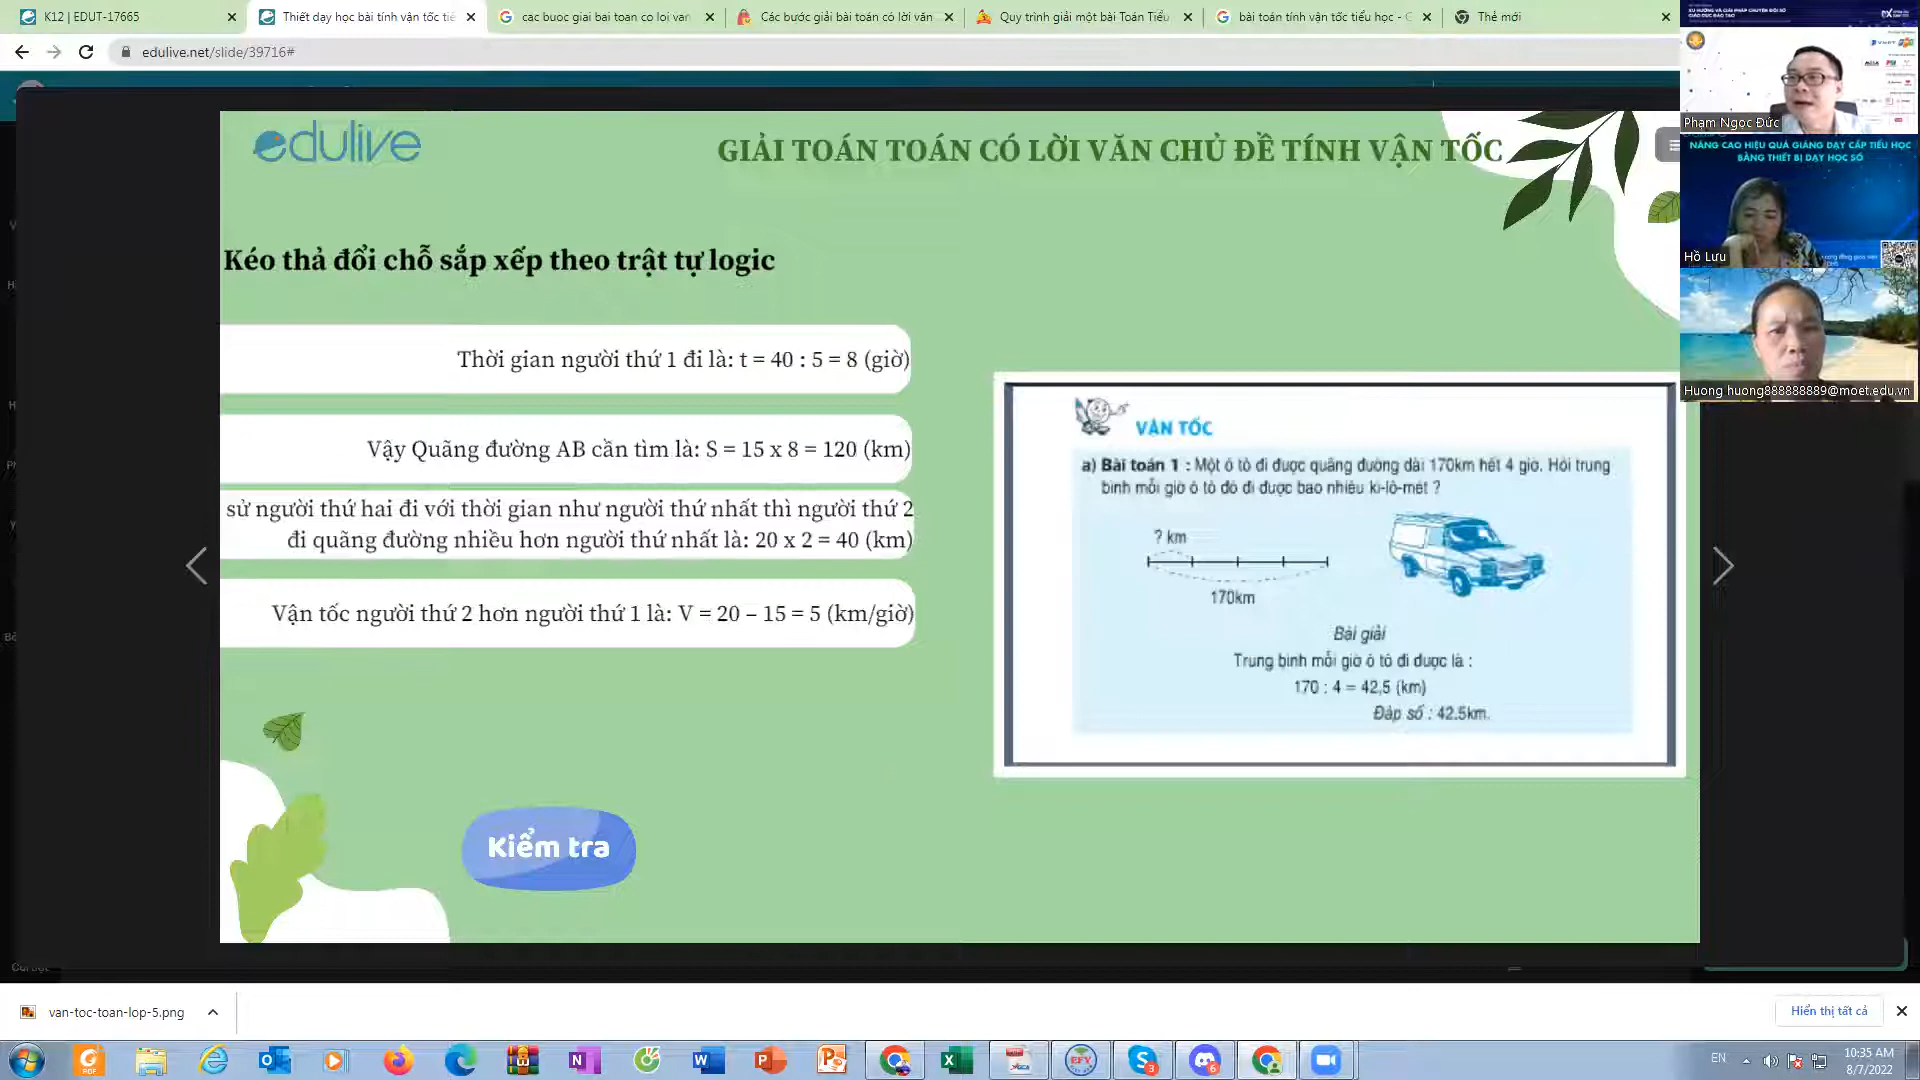 K12 | EDUT-17665
Thiết dạy học bài tính vận tốc tiể
cac buoc giai bai toan co loi van
Các bước giải bài toán có lời văn
Quy trình giải một bài Toán Tiểu
bài toán tính vận tốc tiểu học - G
Thẻ mới
edulive.net/slide/39716#
edulive
GIẢI TOÁN TOÁN CÓ LỜI VĂN CHỦ ĐỀ TÍNH VẬN TỐC
Kéo thả đổi chỗ sắp xếp theo trật tự logic
Thời gian người thứ 1 đi là: t = 40 : 5 = 8 (giờ)
Vậy Quãng đường AB cần tìm là: S = 15 x 8 = 120 (km)
sử người thứ hai đi với thời gian như người thứ nhất thì người thứ 2
đi quãng đường nhiều hơn người thứ nhất là: 20 x 2 = 40 (km)
Vận tốc người thứ 2 hơn người thứ 1 là: V = 20 – 15 = 5 (km/giờ)
Kiểm tra
VẬN TỐC
a) Bài toán 1 : Một ô tô đi được quãng đường dài 170km hết 4 giờ. Hỏi trung
bình mỗi giờ ô tô đó đi được bao nhiêu ki-lô-mét ?
? km
170km
Bài giải
Trung bình mỗi giờ ô tô đi được là :
170 : 4 = 42,5 (km)
Đáp số : 42,5km.
Phạm Ngọc Đức
NÂNG CAO HIỆU QUẢ GIẢNG DẠY CẤP TIỂU HỌC
BẰNG THIẾT BỊ DẠY HỌC SỐ
Hồ Lưu
Huong huong888888889@moet.edu.vn
van-toc-toan-lop-5.png
Hiển thị tất cả
EN
10:35 AM
8/7/2022